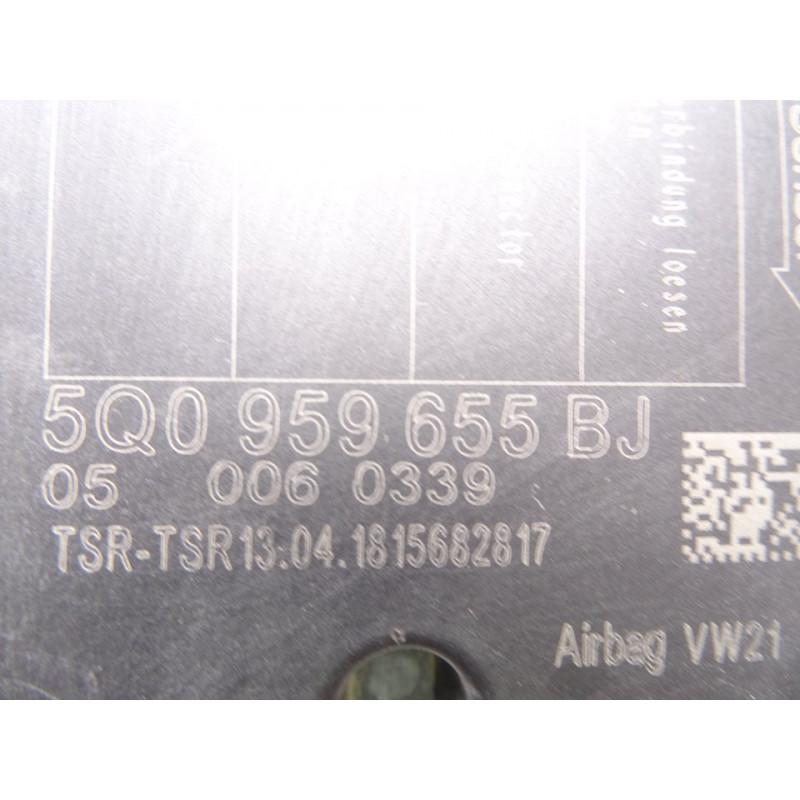 5Q0 959 655 BJ
05 006 0339
TSR-TSR13.04.1815682817
Airbag VW21
rbindung loesen